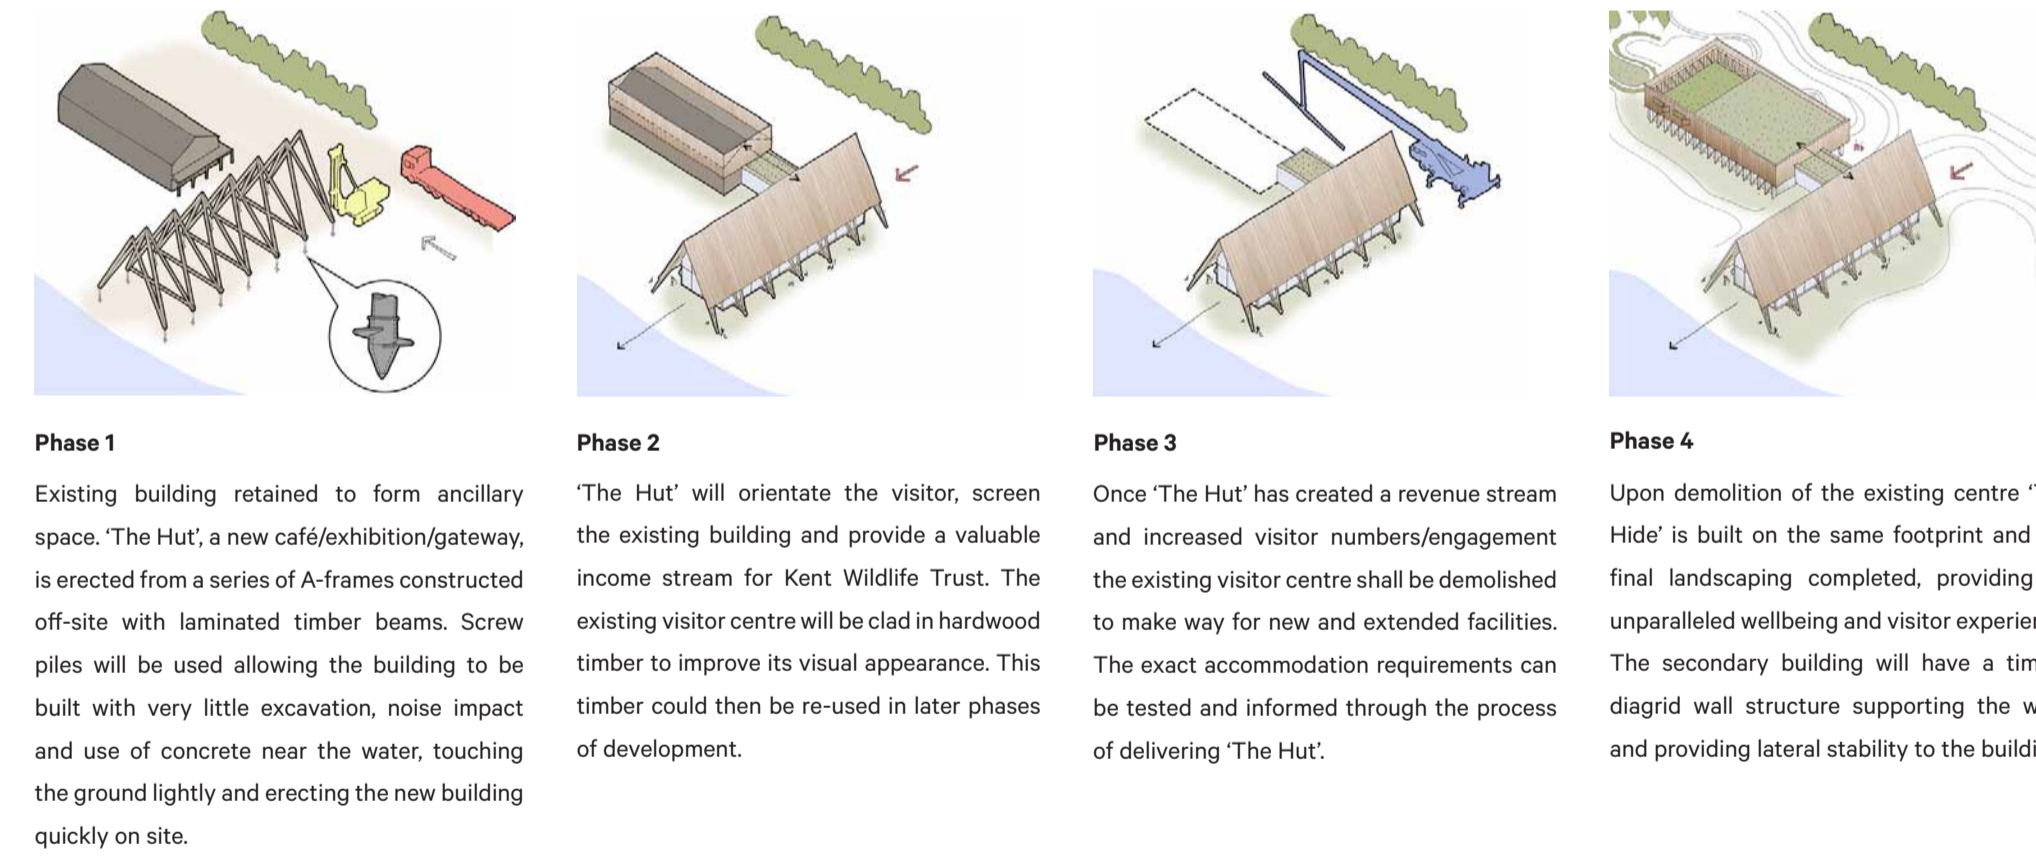 Phase 1
Existing building retained to form ancillary
space. ‘The Hut’, a new café/exhibition/gateway,
is erected from a series of A-frames constructed
off-site with laminated timber beams. Screw
piles will be used allowing the building to be
built with very little excavation, noise impact
and use of concrete near the water, touching
the ground lightly and erecting the new building
quickly on site.
Phase 2
‘The Hut’ will orientate the visitor, screen
the existing building and provide a valuable
income stream for Kent Wildlife Trust. The
existing visitor centre will be clad in hardwood
timber to improve its visual appearance. This
timber could then be re-used in later phases
of development.
Phase 3
Once ‘The Hut’ has created a revenue stream
and increased visitor numbers/engagement
the existing visitor centre shall be demolished
to make way for new and extended facilities.
The exact accommodation requirements can
be tested and informed through the process
of delivering ‘The Hut’.
Phase 4
Upon demolition of the existing centre
Hide’ is built on the same footprint and
final landscaping completed, providing
unparalleled wellbeing and visitor
The secondary building will have a
diagrid wall structure supporting the
and providing lateral stability to the